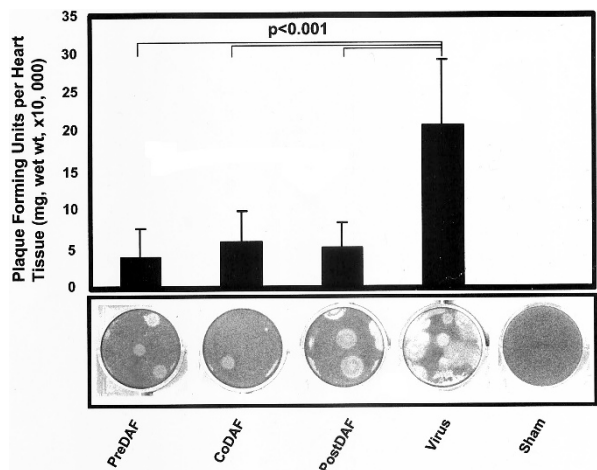 35
30
25
20
15
10
5
0
p<0.001
Plaque Forming Units per Heart
Tissue (mg, wet wt, x10, 000)
PreDAF
CoDAF
PostDAF
Virus
Sham